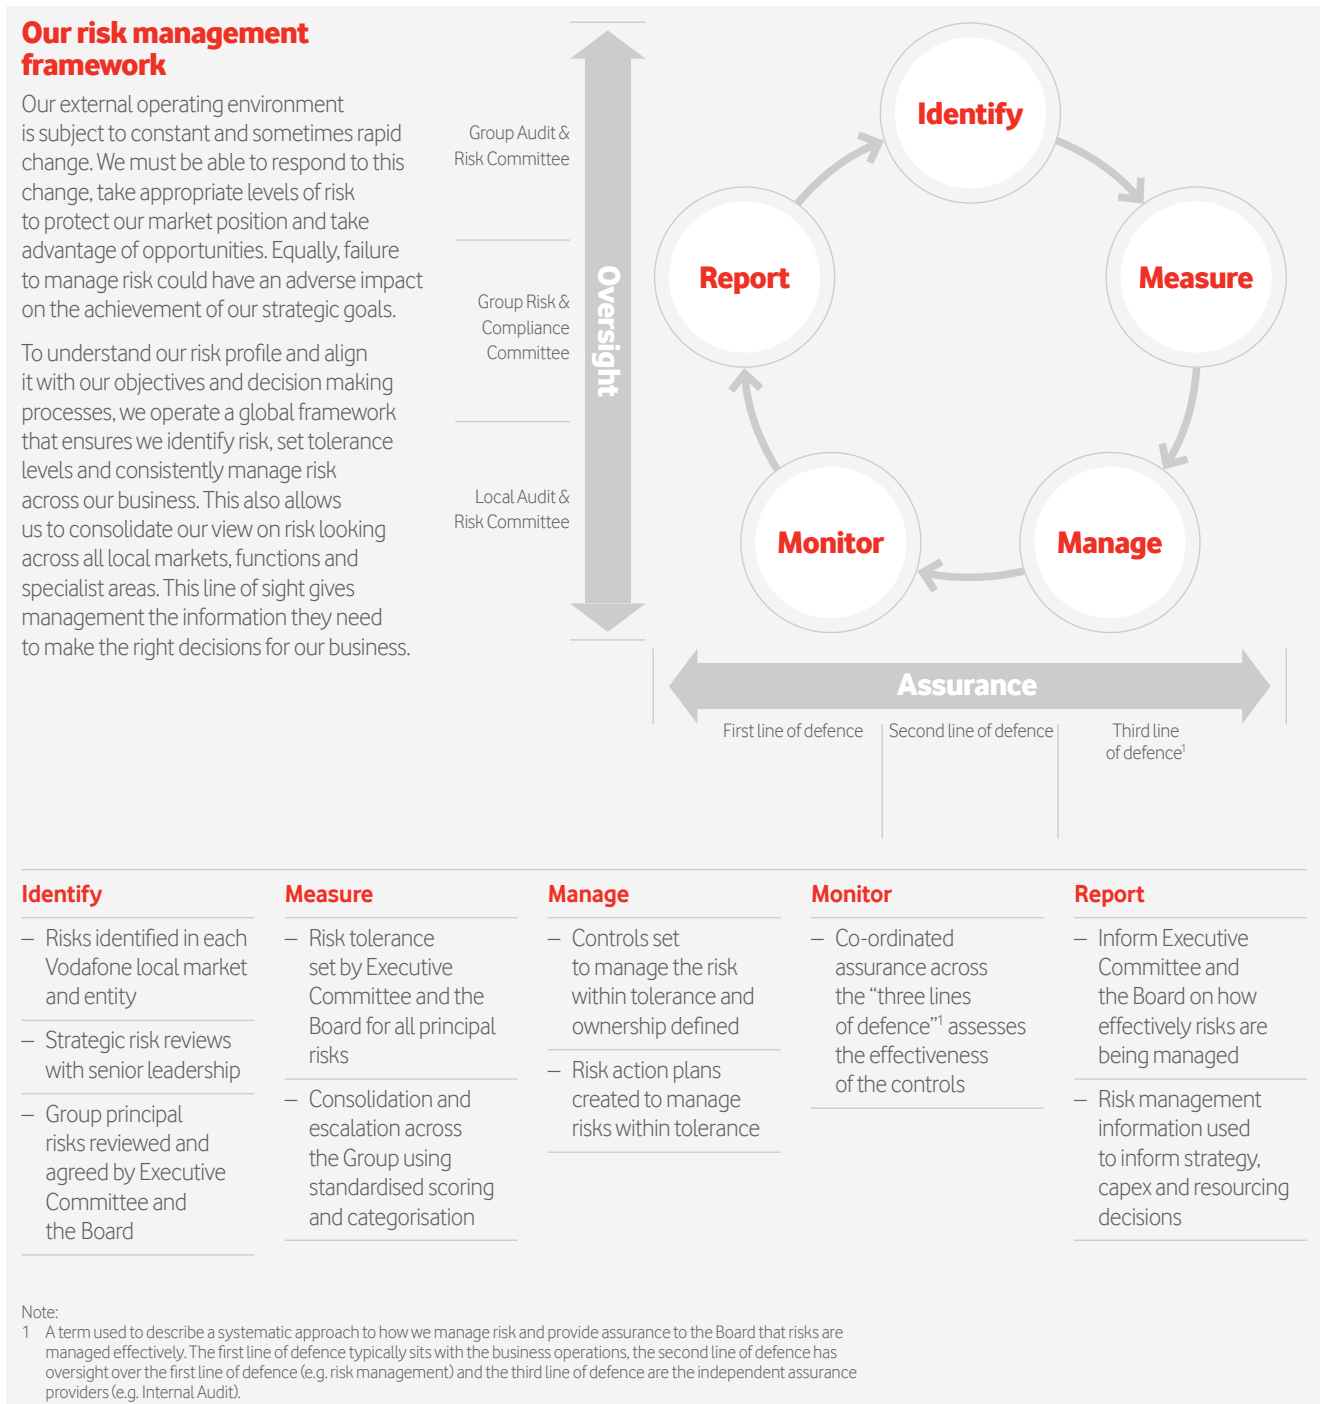 Our risk management
framework
Our external operating environment
is subject to constant and sometimes rapid
change. We must be able to respond to this
change, take appropriate levels of risk
to protect our market position and take
advantage of opportunities. Equally, failure
to manage risk could have an adverse impact
on the achievement of our strategic goals.
To understand our risk profile and align
it with our objectives and decision making
processes, we operate a global framework
that ensures we identify risk, set tolerance
levels and consistently manage risk
across our business. This also allows
us to consolidate our view on risk looking
across all local markets, functions and
specialist areas. This line of sight gives
management the information they need
to make the right decisions for our business.
Group Audit &
Risk Committee
Group Risk &
Compliance
Committee
Local Audit &
Risk Committee
Oversight
Identify
Measure
Manage
Monitor
Report
Assurance
First line of defence
Second line of defence
Third line
of defence¹
Identify
– Risks identified in each
Vodafone local market
and entity
– Strategic risk reviews
with senior leadership
– Group principal
risks reviewed and
agreed by Executive
Committee and
the Board
Measure
– Risk tolerance
set by Executive
Committee and the
Board for all principal
risks
– Consolidation and
escalation across
the Group using
standardised scoring
and categorisation
Manage
– Controls set
to manage the risk
within tolerance and
ownership defined
– Risk action plans
created to manage
risks within tolerance
Monitor
– Co-ordinated
assurance across
the “three lines
of defence”¹ assesses
the effectiveness
of the controls
Report
– Inform Executive
Committee and
the Board on how
effectively risks are
being managed
– Risk management
information used
to inform strategy,
capex and resourcing
decisions
Note:
1 A term used to describe a systematic approach to how we manage risk and provide assurance to the Board that risks are
managed effectively. The first line of defence typically sits with the business operations, the second line of defence has
oversight over the first line of defence (e.g. risk management) and the third line of defence are the independent assurance
providers (e.g. Internal Audit).